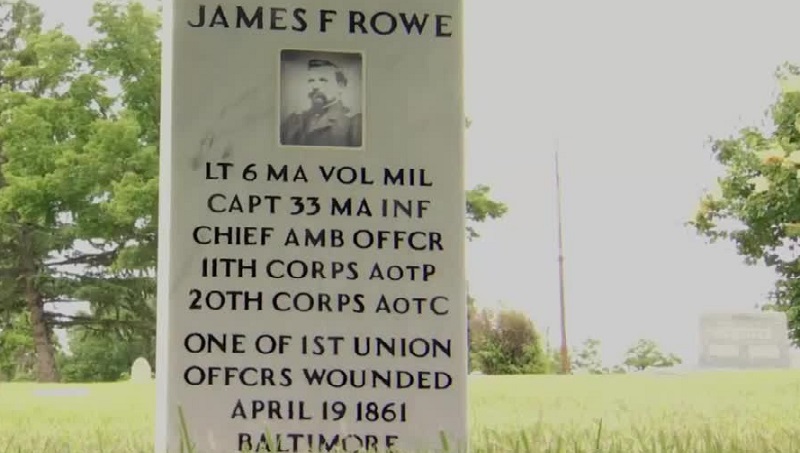 JAMES F ROWE
LT 6 MA VOL MIL
CAPT 33 MA INF
CHIEF AMB OFFCR
11TH CORPS AOTP
20TH CORPS AOTC
ONE OF 1ST UNION
OFFCRS WOUNDED
APRIL 19 1861
BALTIMORE